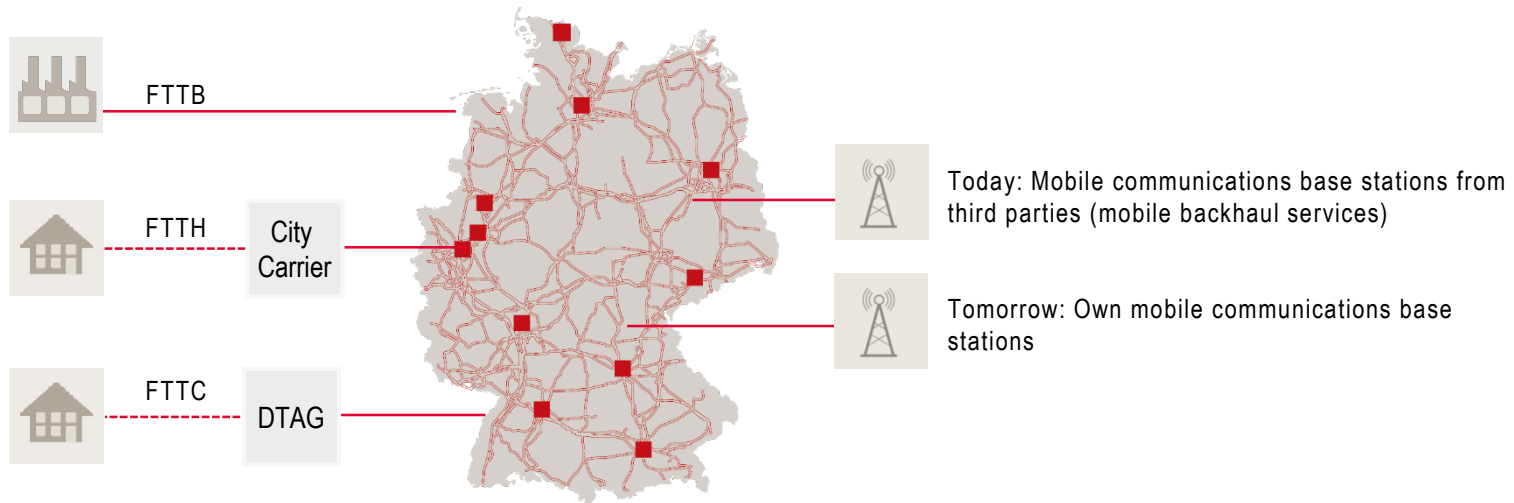 FTTB
FTTH
City
Carrier
FTTC
DTAG
Today: Mobile communications base stations from
third parties (mobile backhaul services)
Tomorrow: Own mobile communications base
stations